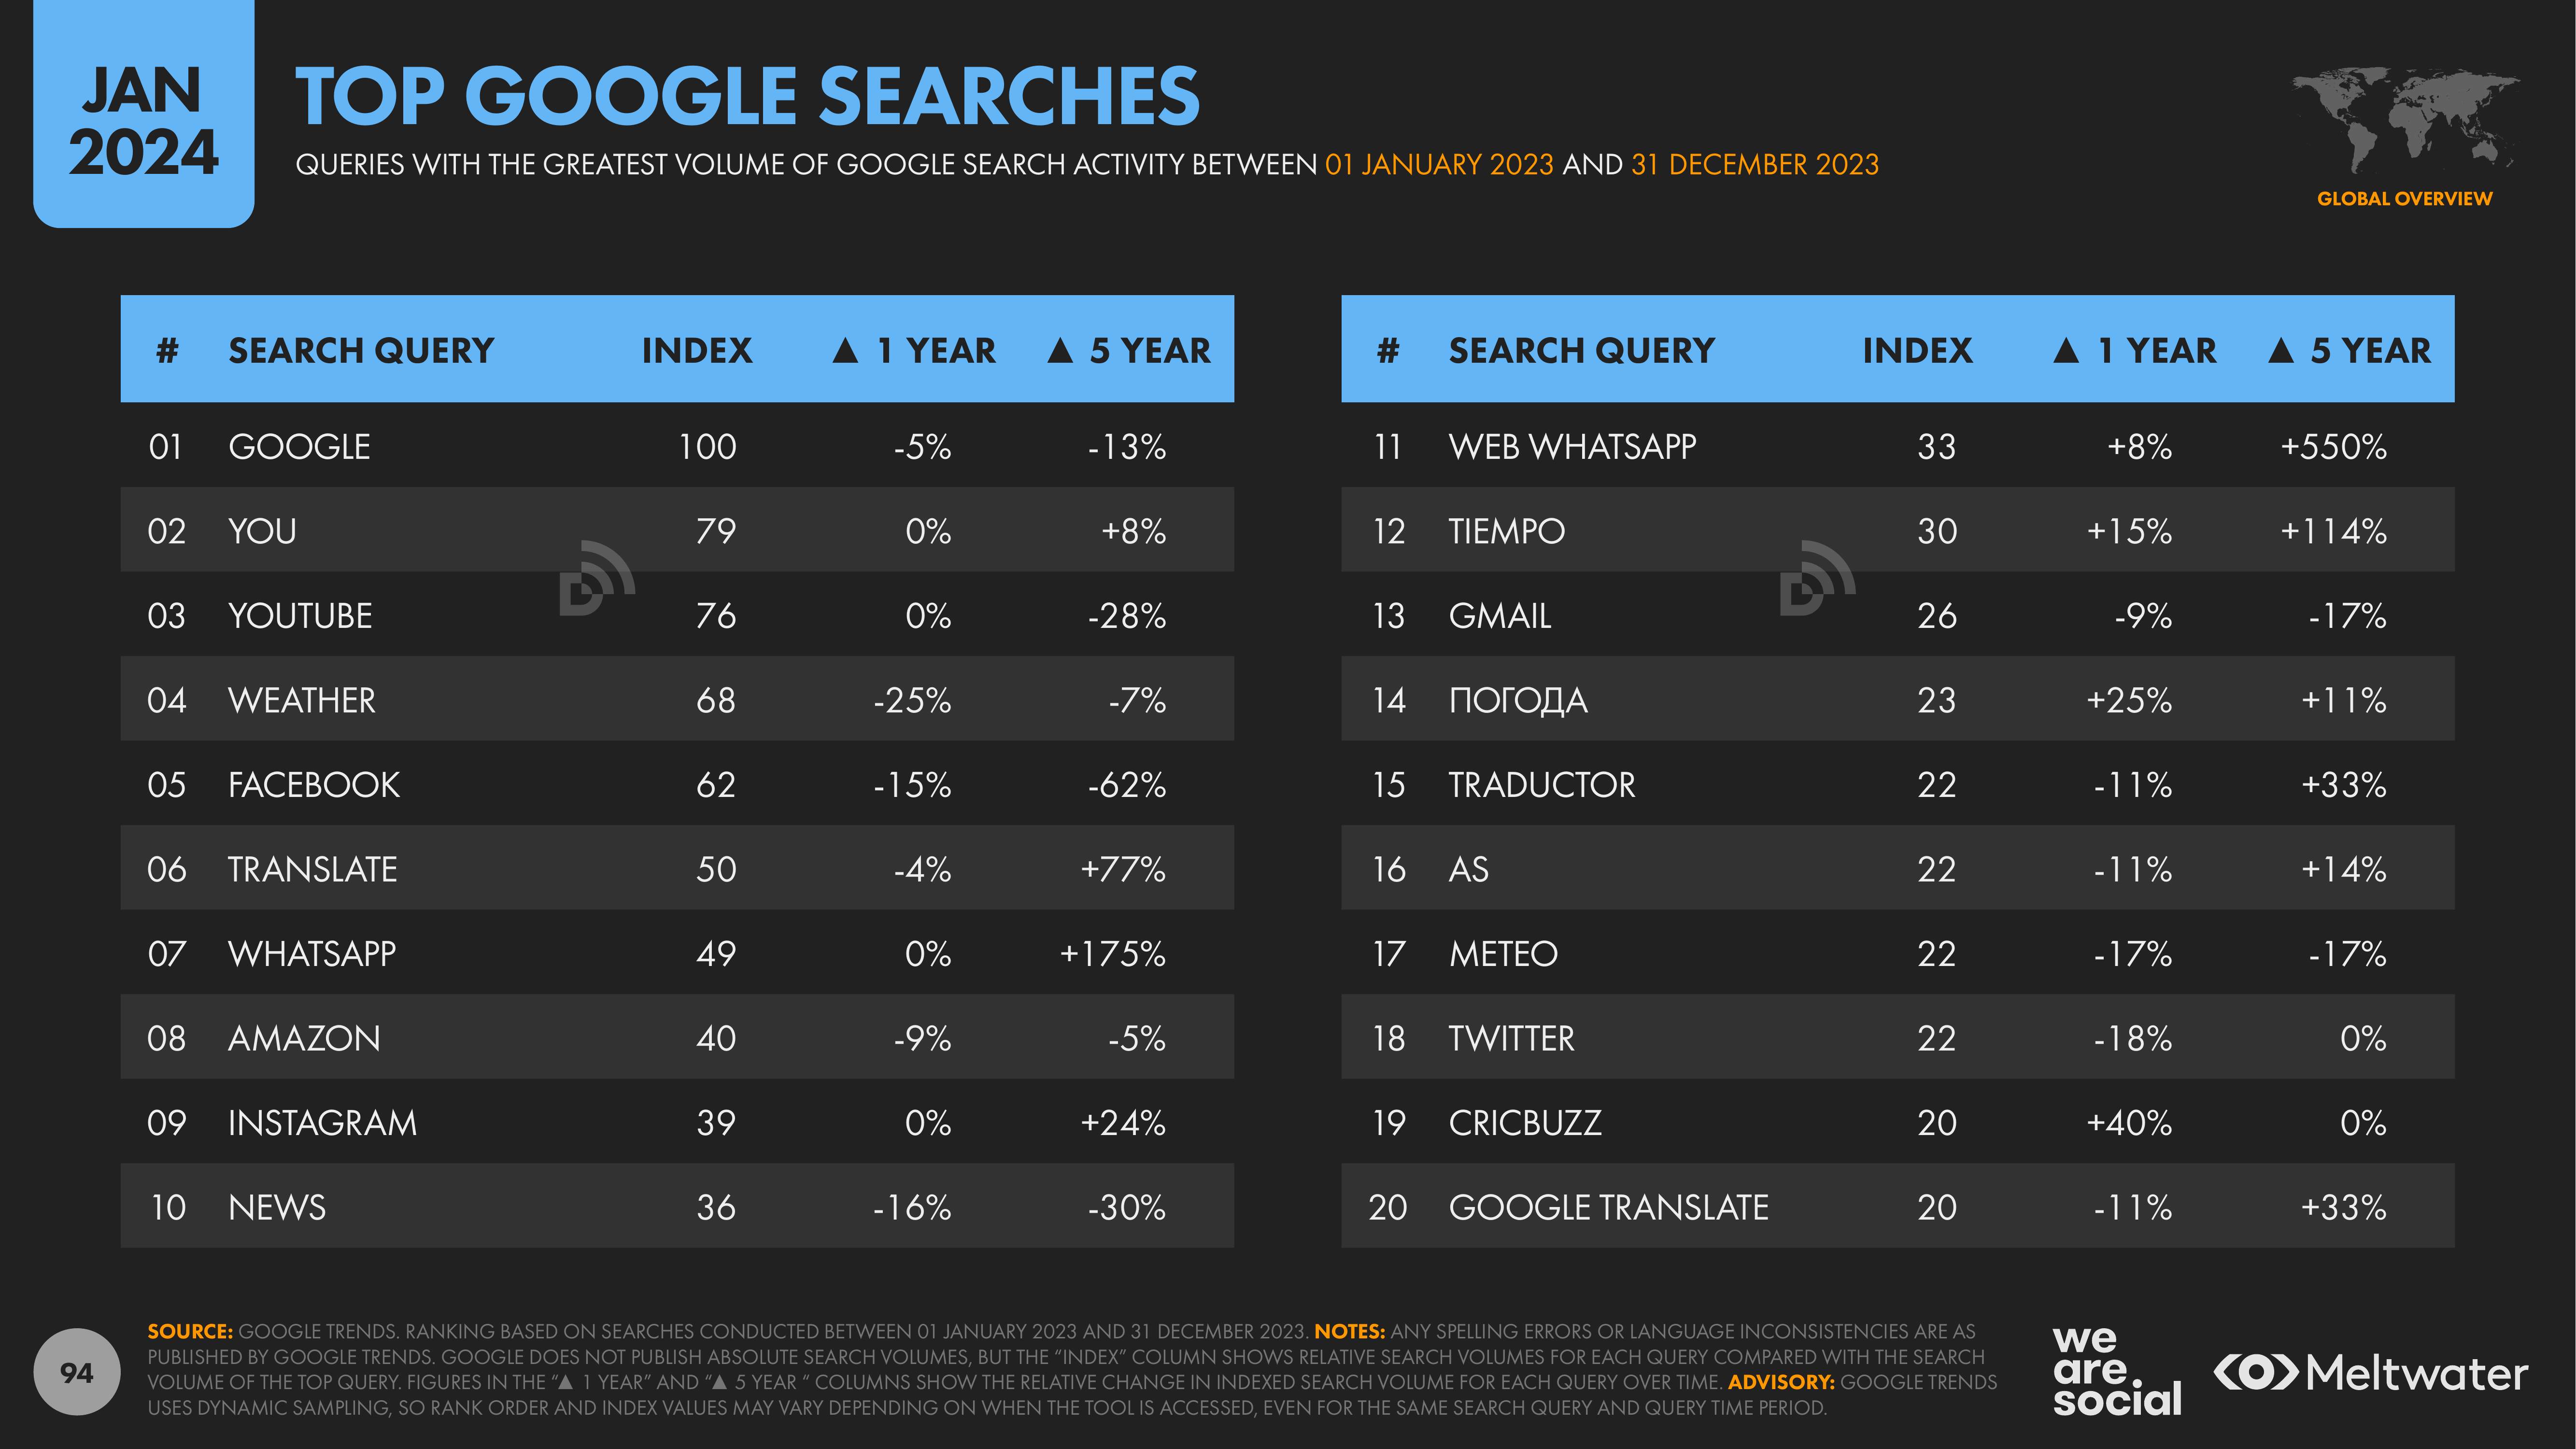 JAN
2024
TOP GOOGLE SEARCHES
QUERIES WITH THE GREATEST VOLUME OF GOOGLE SEARCH ACTIVITY BETWEEN 01 JANUARY 2023 AND 31 DECEMBER 2023
GLOBAL OVERVIEW
# SEARCH QUERY INDEX ▲ 1 YEAR ▲ 5 YEAR
01 GOOGLE 100 -5% -13%
02 YOU 79 0% +8%
03 YOUTUBE 76 0% -28%
04 WEATHER 68 -25% -7%
05 FACEBOOK 62 -15% -62%
06 TRANSLATE 50 -4% +77%
07 WHATSAPP 49 0% +175%
08 AMAZON 40 -9% -5%
09 INSTAGRAM 39 0% +24%
10 NEWS 36 -16% -30%
# SEARCH QUERY INDEX ▲ 1 YEAR ▲ 5 YEAR
11 WEB WHATSAPP 33 +8% +550%
12 TIEMPO 30 +15% +114%
13 GMAIL 26 -9% -17%
14 ПОГОДА 23 +25% +11%
15 TRADUCTOR 22 -11% +33%
16 AS 22 -11% +14%
17 METEO 22 -17% -17%
18 TWITTER 22 -18% 0%
19 CRICBUZZ 20 +40% 0%
20 GOOGLE TRANSLATE 20 -11% +33%
94
SOURCE: GOOGLE TRENDS. RANKING BASED ON SEARCHES CONDUCTED BETWEEN 01 JANUARY 2023 AND 31 DECEMBER 2023. NOTES: ANY SPELLING ERRORS OR LANGUAGE INCONSISTENCIES ARE AS
PUBLISHED BY GOOGLE TRENDS. GOOGLE DOES NOT PUBLISH ABSOLUTE SEARCH VOLUMES, BUT THE “INDEX” COLUMN SHOWS RELATIVE SEARCH VOLUMES FOR EACH QUERY COMPARED WITH THE SEARCH
VOLUME OF THE TOP QUERY. FIGURES IN THE “▲ 1 YEAR” AND “▲ 5 YEAR “ COLUMNS SHOW THE RELATIVE CHANGE IN INDEXED SEARCH VOLUME FOR EACH QUERY OVER TIME. ADVISORY: GOOGLE TRENDS
USES DYNAMIC SAMPLING, SO RANK ORDER AND INDEX VALUES MAY VARY DEPENDING ON WHEN THE TOOL IS ACCESSED, EVEN FOR THE SAME SEARCH QUERY AND QUERY TIME PERIOD.
we
are.
social
Meltwater